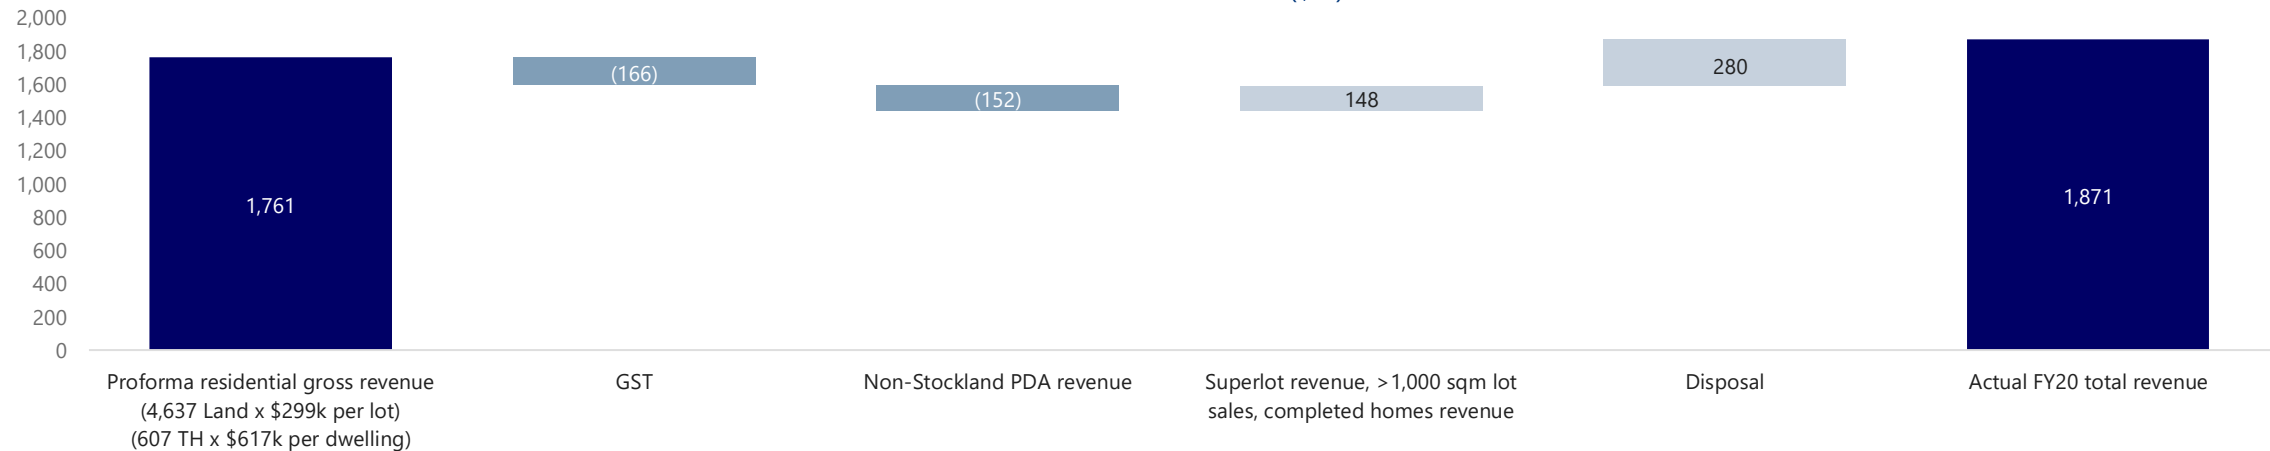 2,000
1,800
1,600
1,400
1,200
1,000
800
600
400
200
0
1,761
(166)
(152)
148
280
1,871
Proforma residential gross revenue
(4,637 Land x $299k per lot)
(607 TH x $617k per dwelling)
GST
Non-Stockland PDA revenue
Superlot revenue, >1,000 sqm lot
sales, completed homes revenue
Disposal
Actual FY20 total revenue